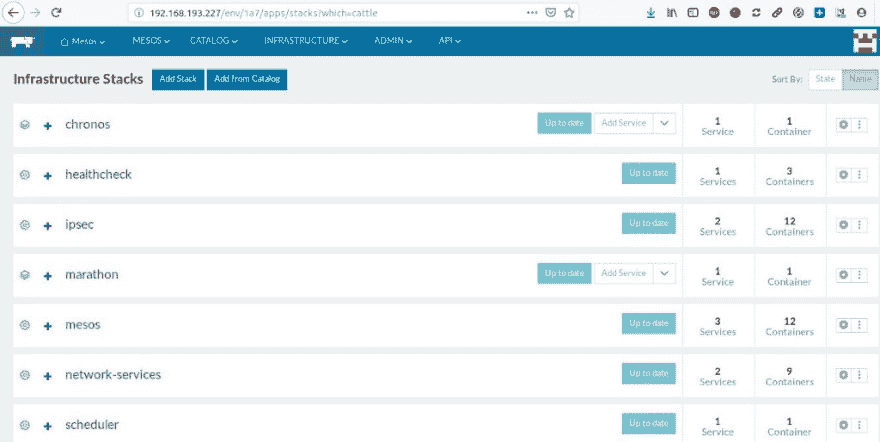 192.168.193.227/env/1a7/apps/stacks?which=cattle
Mesos MESOS CATALOG INFRASTRUCTURE ADMIN API
Infrastructure Stacks Add Stack Add from Catalog Sort By: State Name
chronos Up to date Add Service 1 Service 1 Container
healthcheck Up to date 1 Services 3 Containers
ipsec Up to date 2 Services 12 Containers
marathon Up to date Add Service 1 Service 1 Container
mesos Up to date 3 Services 12 Containers
network-services Up to date 2 Services 9 Containers
scheduler Up to date 1 Service 1 Container